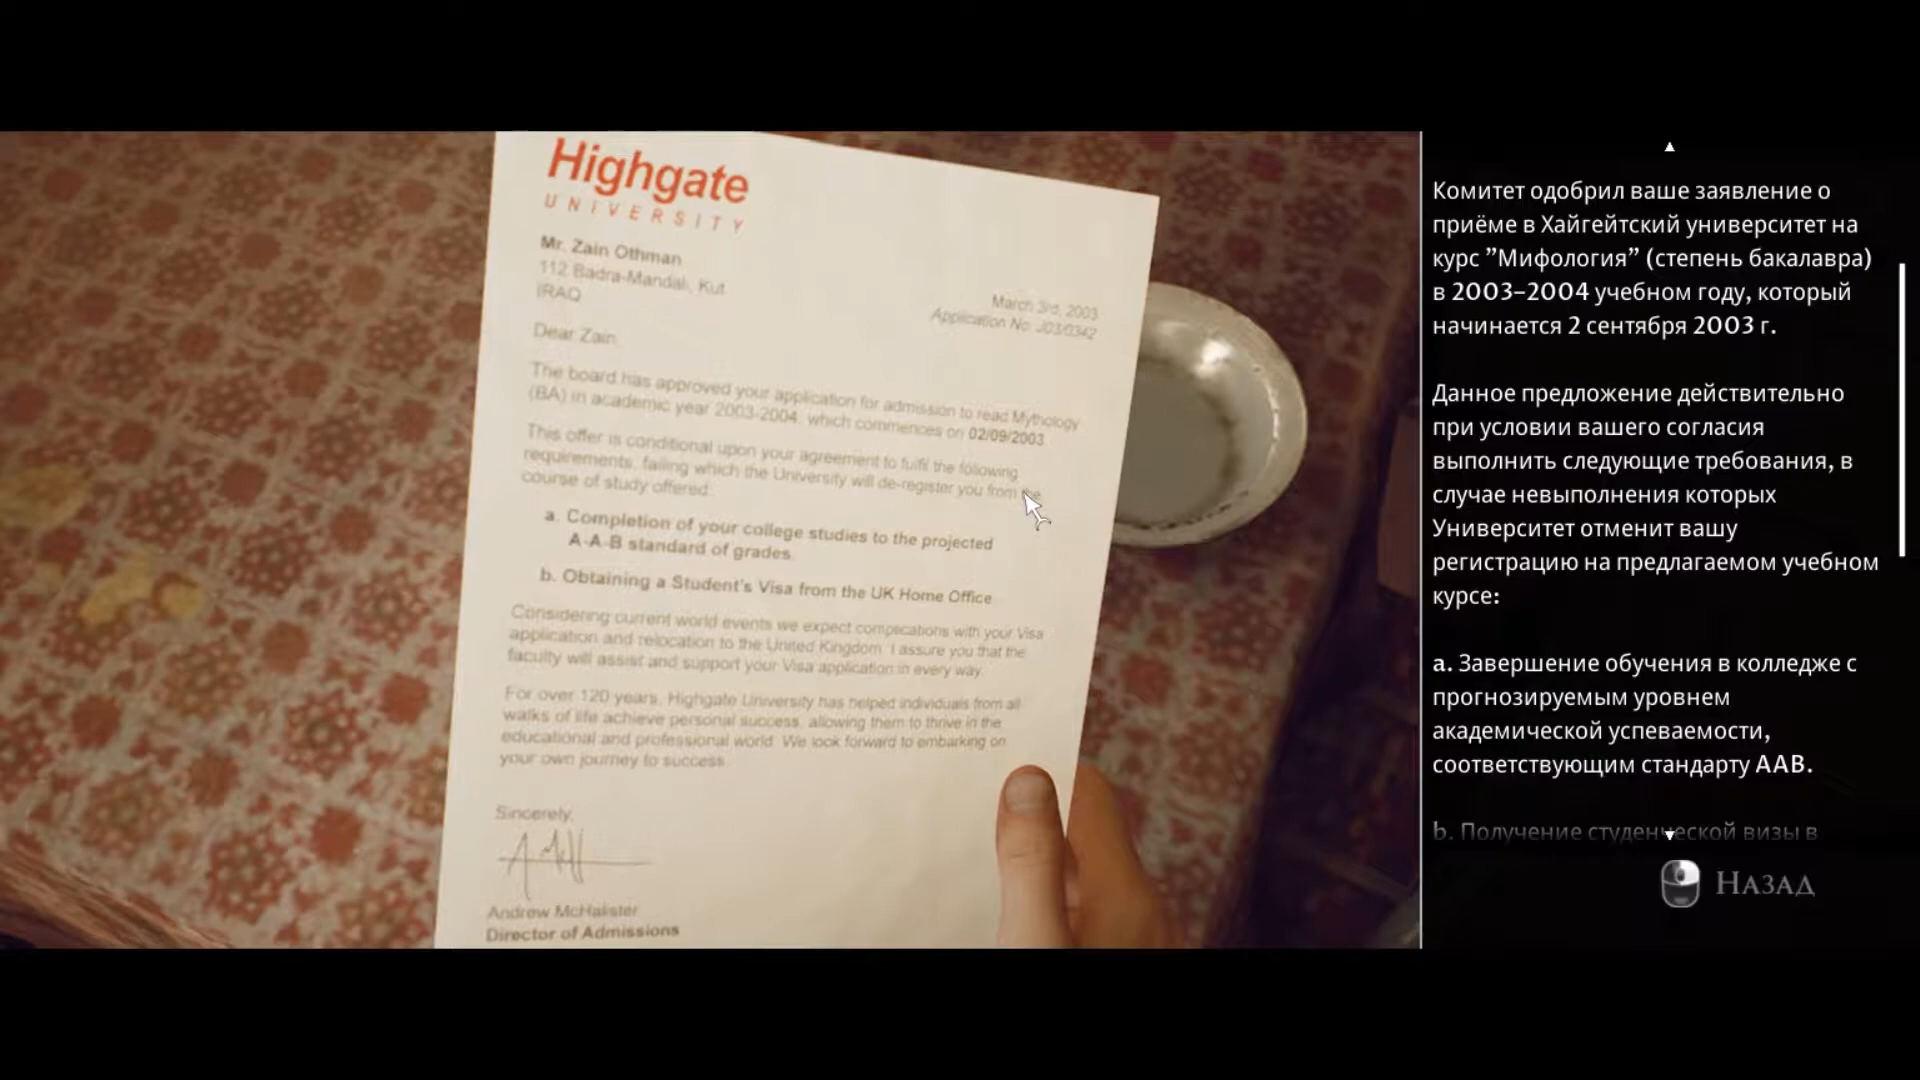 Highgate
UNIVERSITY
Mr. Zain Othman
112 Badra-Mandali, Kut
IRAQ
March 3rd, 2003
Application No: J03/0342
Dear Zain,
The board has approved your application for admission to read Mythology
(BA) in academic year 2003-2004, which commences on 02/09/2003.
This offer is conditional upon your agreement to fulfil the following
requirements, failing which the University will de-register you from the
course of study offered:
a. Completion of your college studies to the projected
A-A-B standard of grades.
b. Obtaining a Student's Visa from the UK Home Office
Considering current world events we expect complications with your Visa
application and relocation to the United Kingdom. I assure you that the
faculty will assist and support your Visa application in every way.
For over 120 years, Highgate University has helped individuals from all
walks of life achieve personal success, allowing them to thrive in the
educational and professional world. We look forward to embarking on
your own journey to success.
Sincerely,
Andrew McHalister
Director of Admissions
Комитет одобрил ваше заявление о
приёме в Хайгейтский университет на
курс ”Мифология” (степень бакалавра)
в 2003–2004 учебном году, который
начинается 2 сентября 2003 г.
Данное предложение действительно
при условии вашего согласия
выполнить следующие требования, в
случае невыполнения которых
Университет отменит вашу
регистрацию на предлагаемом учебном
курсе:
a. Завершение обучения в колледже с
прогнозируемым уровнем
академической успеваемости,
соответствующим стандарту AAB.
b. Получение студенческой визы в
Назад